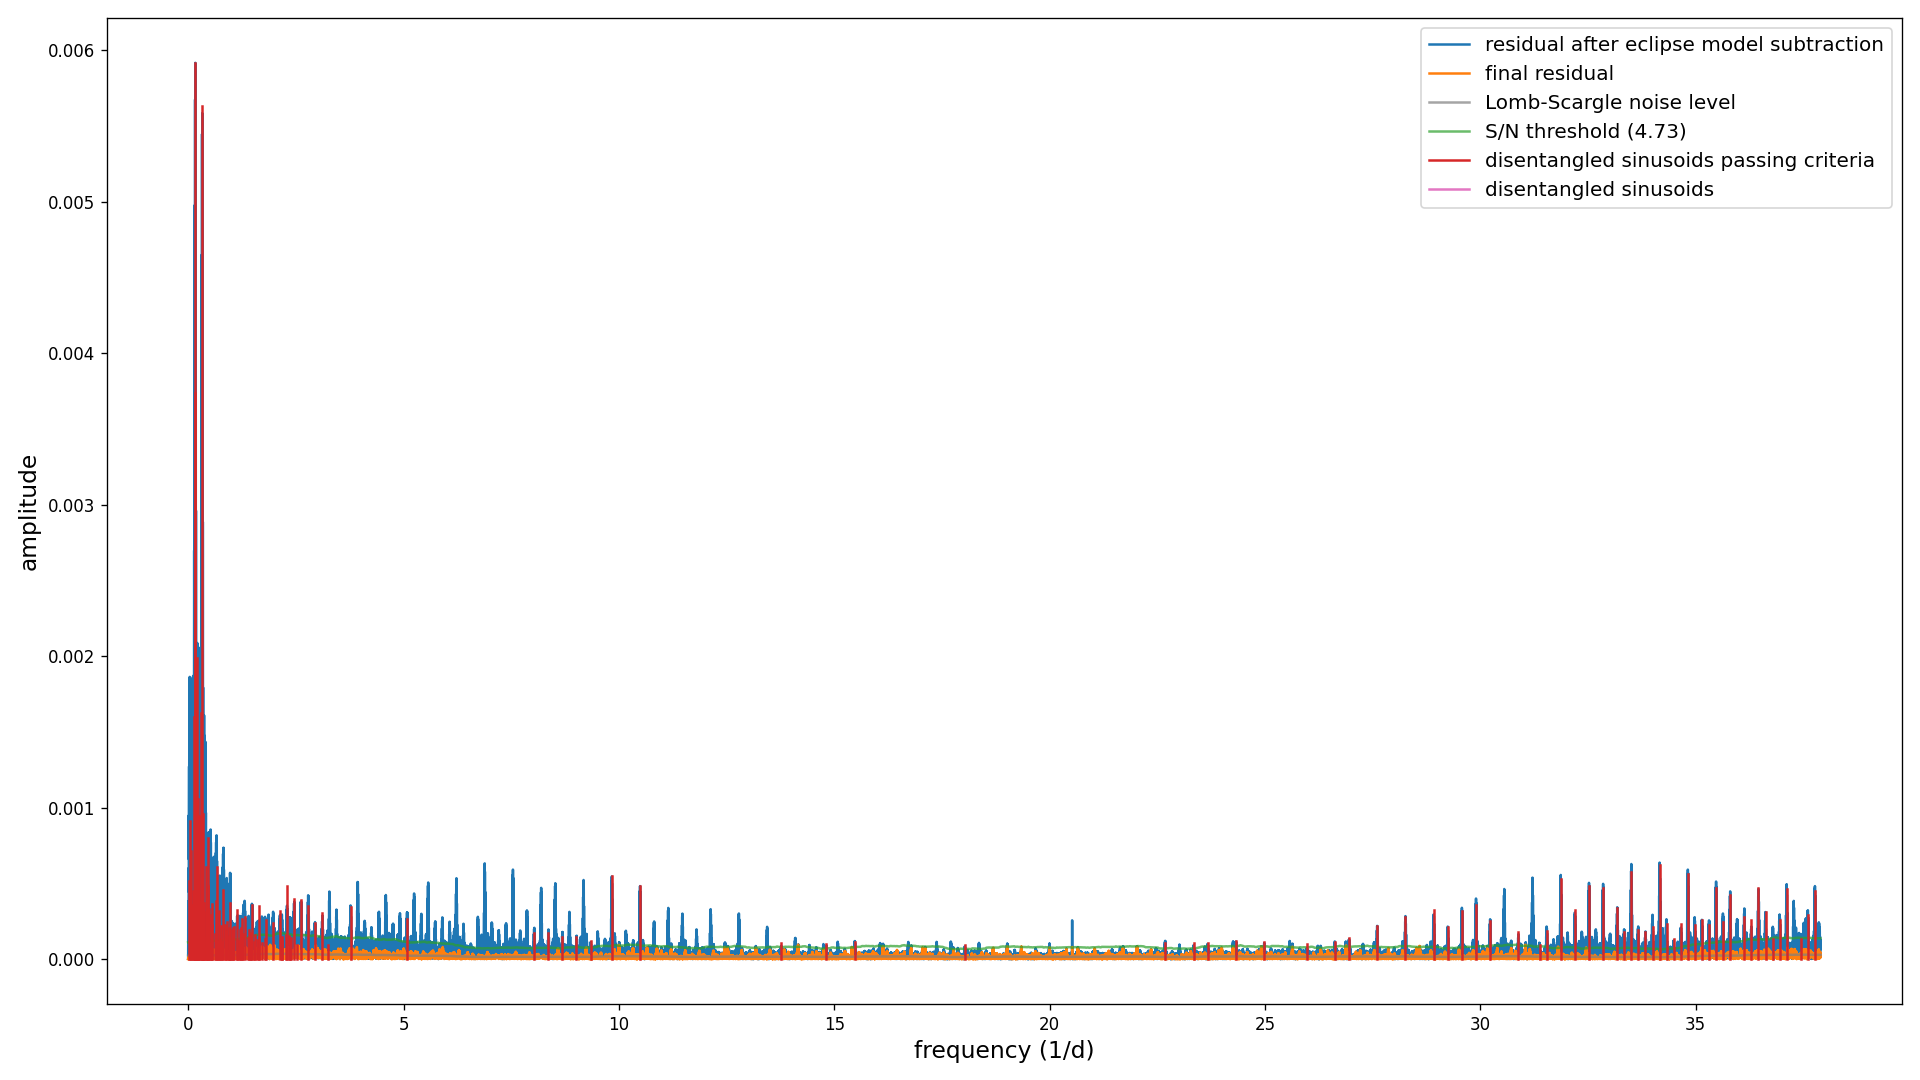 residual after eclipse model subtraction
final residual
Lomb-Scargle noise level
S/N threshold (4.73)
disentangled sinusoids passing criteria
disentangled sinusoids
0.006
0.005
0.004
0.003
0.002
0.001
0.000
amplitude
0 5 10 15 20 25 30 35
frequency (1/d)